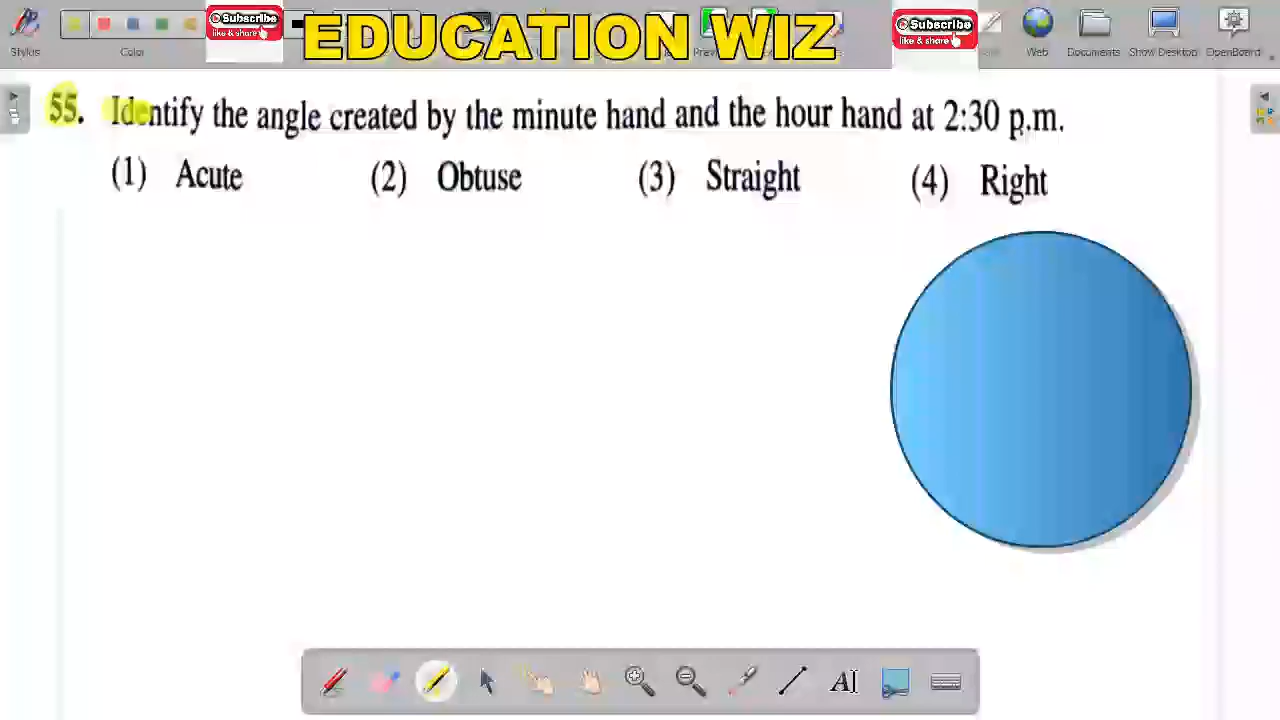 Stylus
Color
Subscribe
like & share
EDUCATION WIZ
Subscribe
like & share
Web
Documents
Show Desktop
OpenBoard
55. Identify the angle created by the minute hand and the hour hand at 2:30 p.m.
(1) Acute (2) Obtuse (3) Straight (4) Right
AI